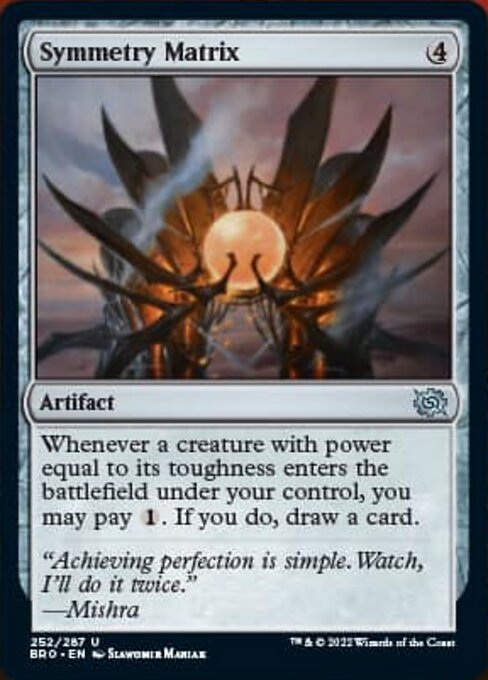 Symmetry Matrix 4
Artifact
Whenever a creature with power
equal to its toughness enters the
battlefield under your control, you
may pay 1. If you do, draw a card.
“Achieving perfection is simple. Watch,
I’ll do it twice.”
—Mishra
252/287 U ™ & © 2022 Wizards of the Coast
BRO • EN Slawomir Maniak